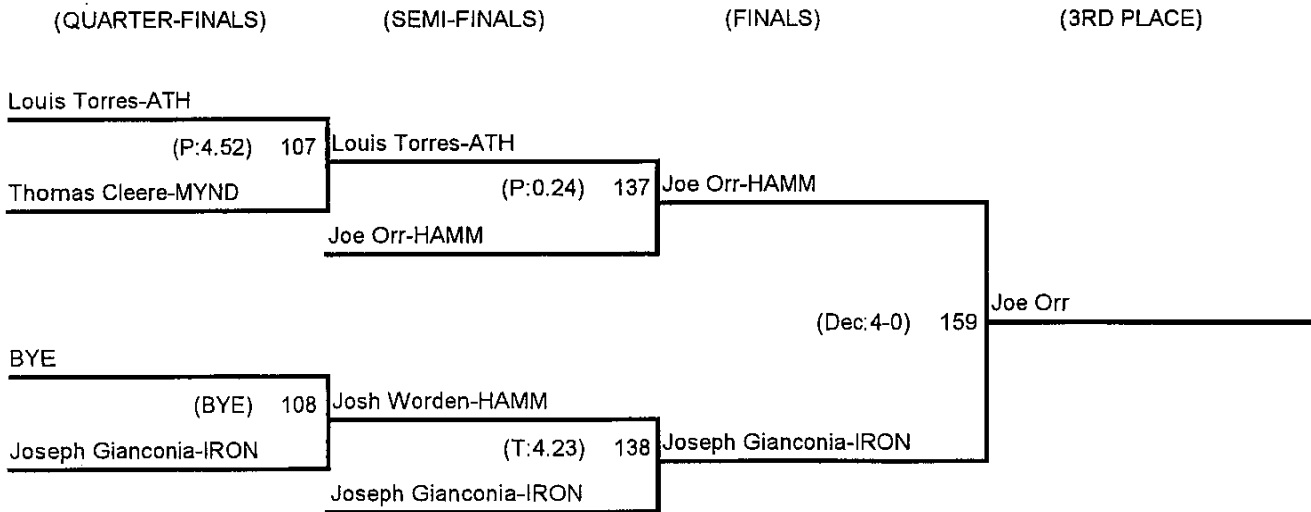 (QUARTER-FINALS) (SEMI-FINALS) (FINALS) (3RD PLACE)
Louis Torres-ATH
(P:4.52) 107 Louis Torres-ATH
Thomas Cleere-MYND (P:0.24) 137 Joe Orr-HAMM
Joe Orr-HAMM
Joe Orr
(Dec:4-0) 159
BYE
(BYE) 108 Josh Worden-HAMM
Joseph Gianconia-IRON (T:4.23) 138 Joseph Gianconia-IRON
Joseph Gianconia-IRON